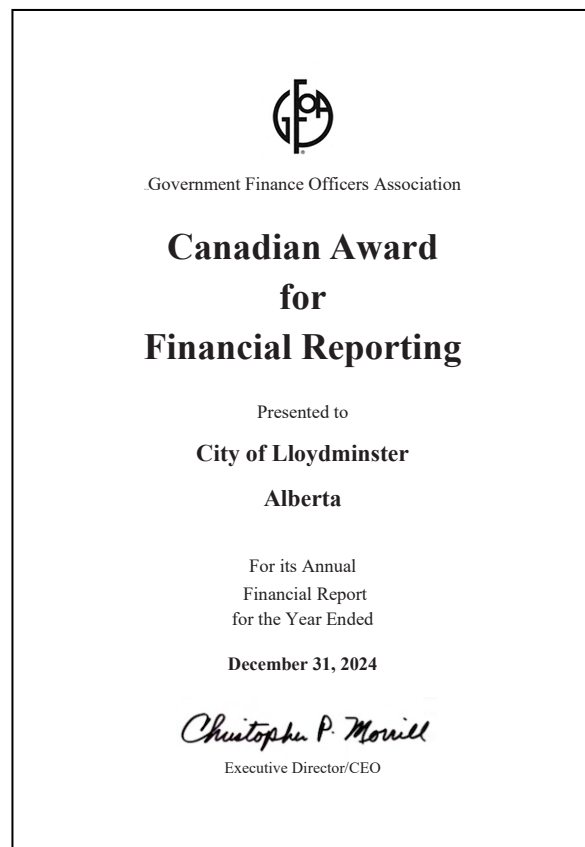 GFOA
Government Finance Officers Association
Canadian Award
for
Financial Reporting
Presented to
City of Lloydminster
Alberta
For its Annual
Financial Report
for the Year Ended
December 31, 2024
Christopher P. Morrill
Executive Director/CEO